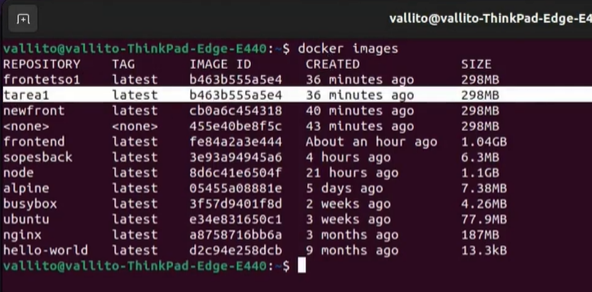 vallito@vallito-ThinkPad-Edge-E4
vallito@vallito-ThinkPad-Edge-E440:~$ docker images
REPOSITORY TAG IMAGE ID CREATED SIZE
frontetso1 latest b463b555a5e4 36 minutes ago 298MB
tarea1 latest b463b555a5e4 36 minutes ago 298MB
newfront latest cb0a6c454318 40 minutes ago 298MB
<none> <none> 455e40be8f5c 43 minutes ago 298MB
frontend latest fe84a2a3e444 About an hour ago 1.04GB
sopesback latest 3e93a94945a6 4 hours ago 6.3MB
node latest 8d6c41e6504f 21 hours ago 1.1GB
alpine latest 05455a08881e 5 days ago 7.38MB
busybox latest 3f57d9401f8d 2 weeks ago 4.26MB
ubuntu latest e34e831650c1 3 weeks ago 77.9MB
nginx latest a8758716bb6a 3 months ago 187MB
hello-world latest d2c94e258dcb 9 months ago 13.3kB
vallito@vallito-ThinkPad-Edge-E440:~$